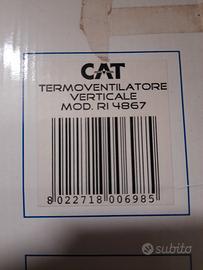 CAT
TERMOVENTILATORE
VERTICALE
MOD. RI 4867
8 022718 006985
subito